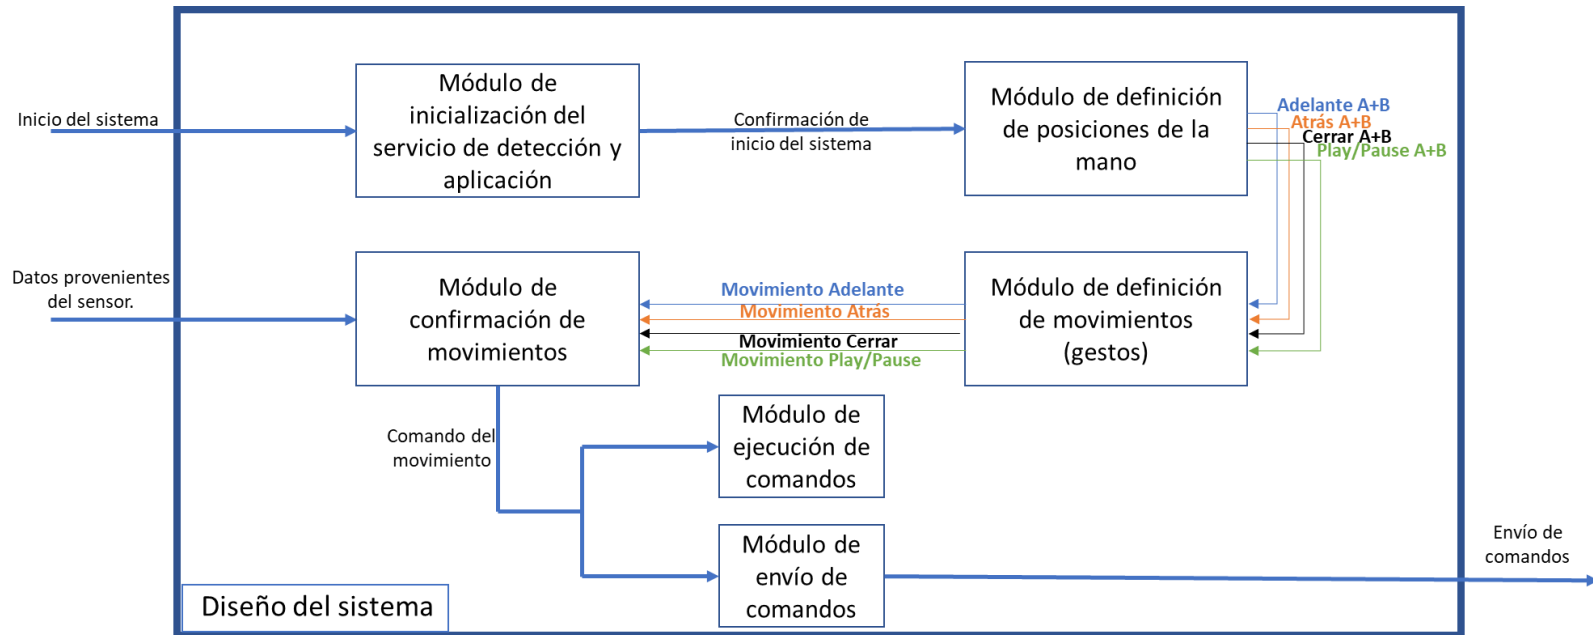 Inicio del sistema
Módulo de
inicialización del
servicio de detección y
aplicación
Confirmación de
inicio del sistema
Módulo de definición
de posiciones de la
mano
Adelante A+B
Atrás A+B
Cerrar A+B
Play/Pause A+B
Datos provenientes
del sensor.
Módulo de
confirmación de
movimientos
Movimiento Adelante
Movimiento Atrás
Movimiento Cerrar
Movimiento Play/Pause
Módulo de definición
de movimientos
(gestos)
Comando del
movimiento
Módulo de
ejecución de
comandos
Módulo de
envío de
comandos
Envío de
comandos
Diseño del sistema